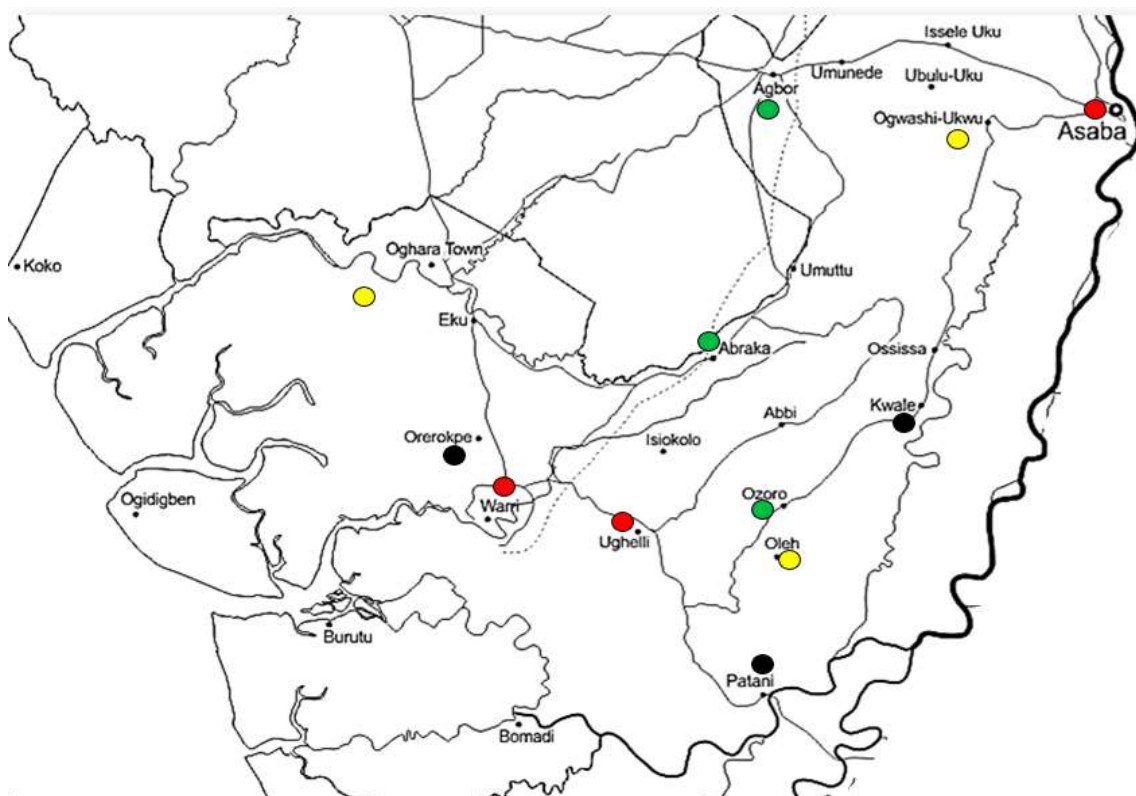 Issele Uku
Umunede
Ubulu-Uku
Agbor
Ogwashi-Ukwu
Asaba
Oghara Town
Koko
Umuttu
Eku
Abraka
Ossissa
Kwale
Abbi
Orerokpe
Isiokolo
Ogidigben
Warri
Ozoro
Ughelli
Oleh
Burutu
Patani
Bomadi